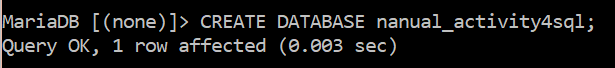 MariaDB [(none)]> CREATE DATABASE nanual_activity4sql;
Query OK, 1 row affected (0.003 sec)